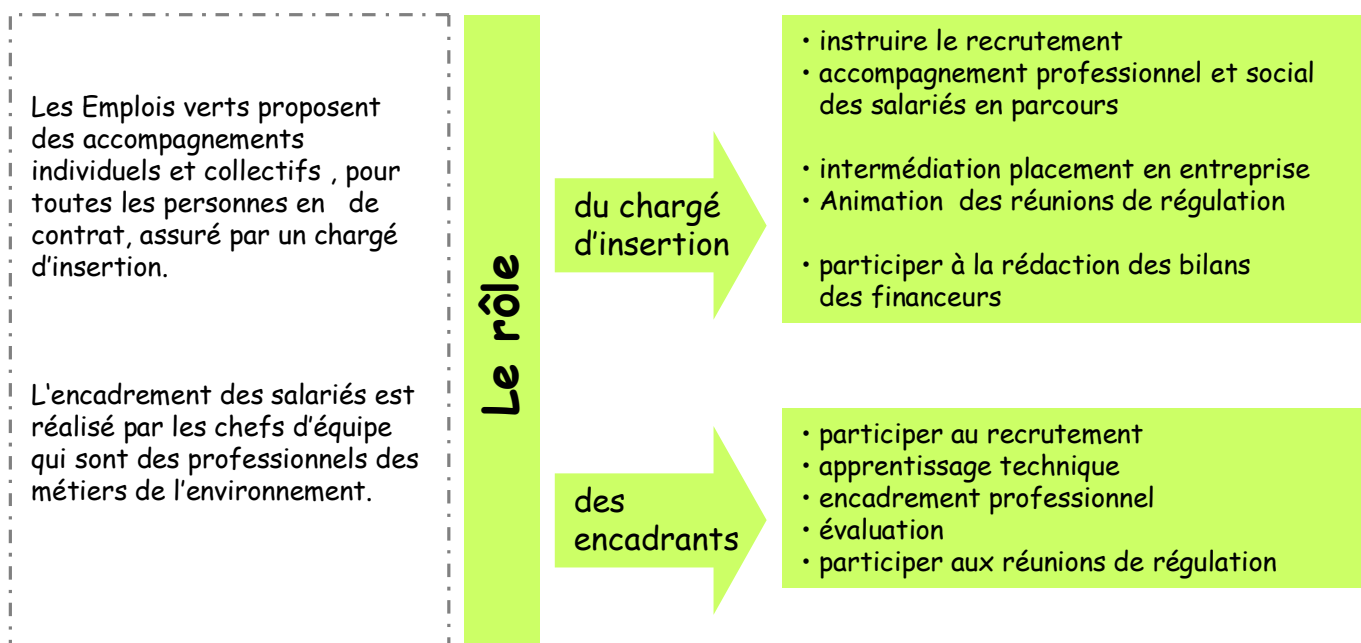 Les Emplois verts proposent
des accompagnements
individuels et collectifs , pour
toutes les personnes en   de
contrat, assuré par un chargé
d'insertion.
L'encadrement des salariés est
réalisé par les chefs d'équipe
qui sont des professionnels des
métiers de l'environnement.
Le rôle
du chargé
d'insertion
• instruire le recrutement
• accompagnement professionnel et social
des salariés en parcours
• intermédiation placement en entreprise
• Animation  des réunions de régulation
• participer à la rédaction des bilans
des financeurs
des
encadrants
• participer au recrutement
• apprentissage technique
• encadrement professionnel
• évaluation
• participer aux réunions de régulation